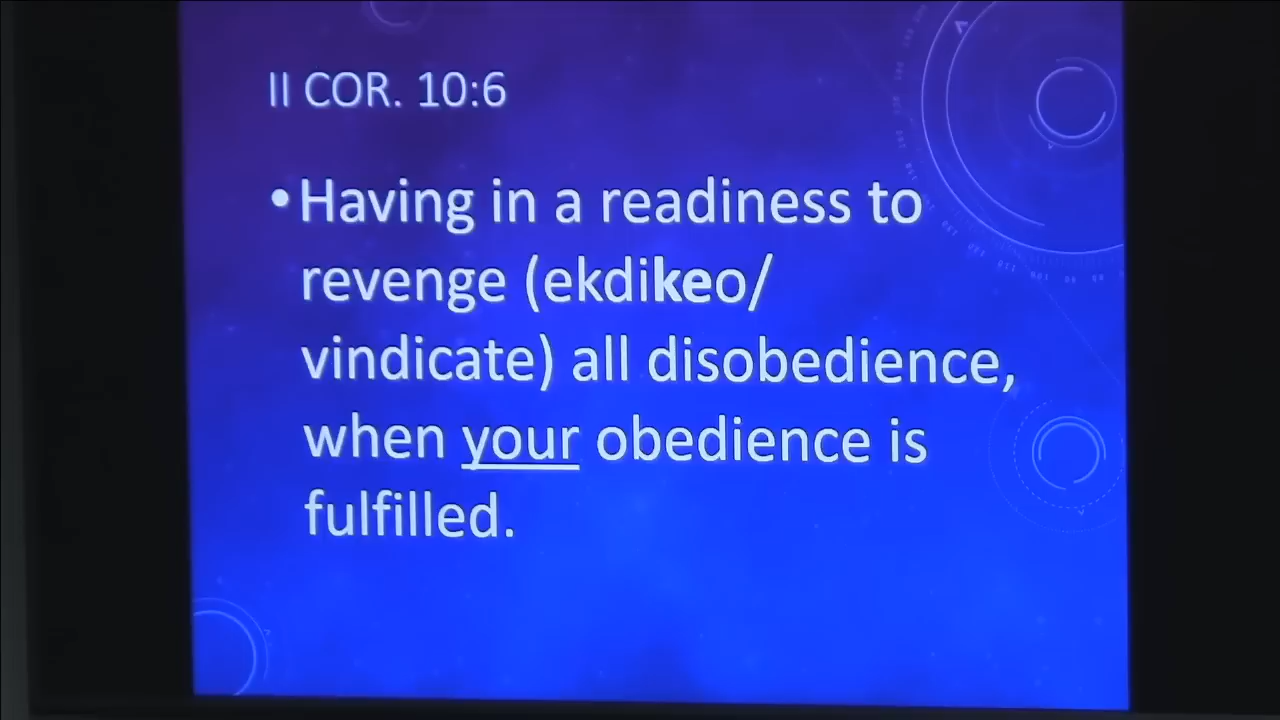 II COR. 10:6
•Having in a readiness to
revenge (ekdikeo/
vindicate) all disobedience,
when your obedience is
fulfilled.